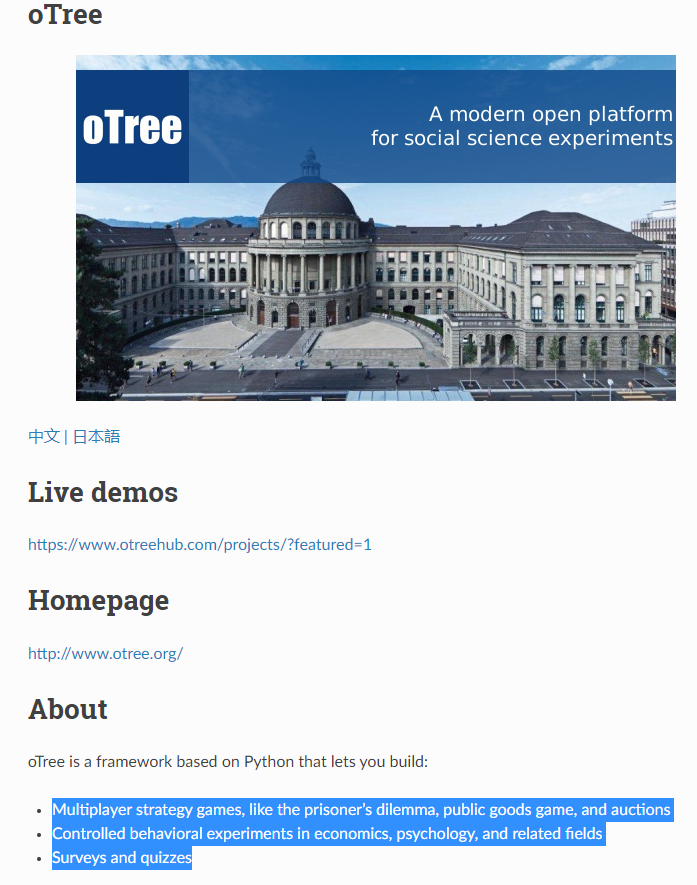 oTree
oTree
A modern open platform
for social science experiments
中文 | 日本語
Live demos
https://www.otreehub.com/projects/?featured=1
Homepage
http://www.otree.org/
About
oTree is a framework based on Python that lets you build:
• Multiplayer strategy games, like the prisoner's dilemma, public goods game, and auctions
• Controlled behavioral experiments in economics, psychology, and related fields
• Surveys and quizzes